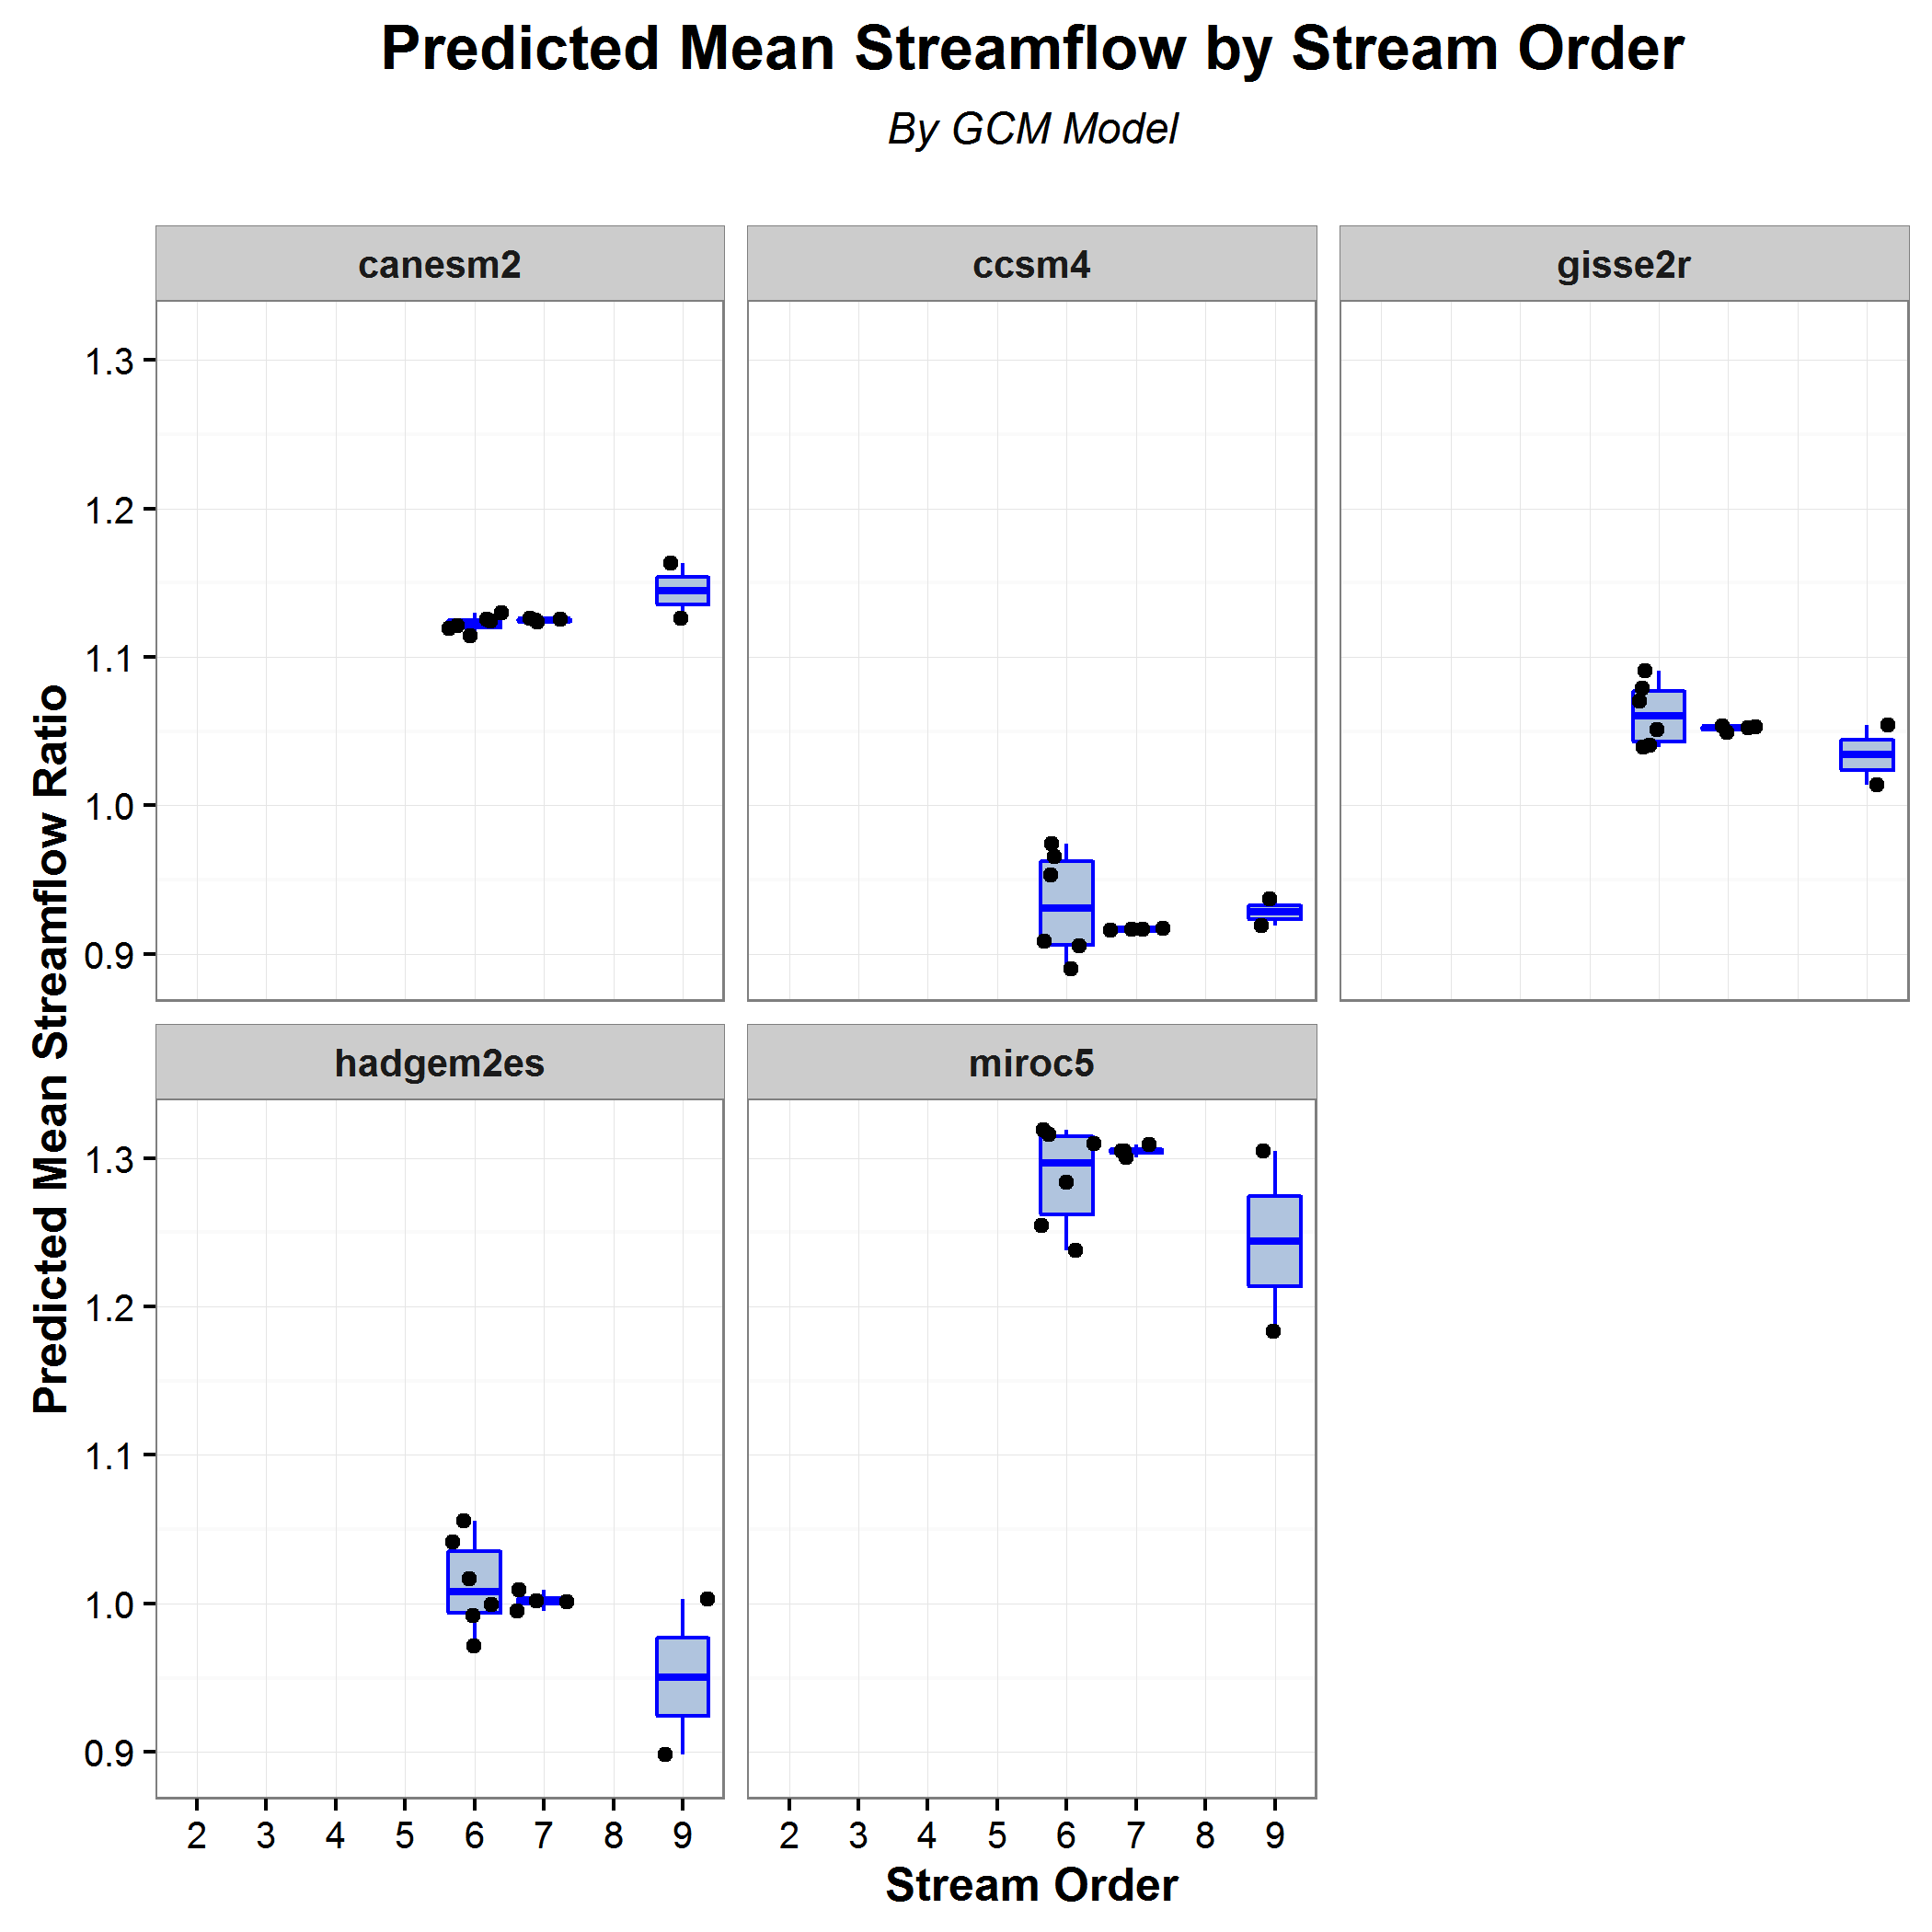 Predicted Mean Streamflow by Stream Order
By GCM Model
canesm2
ccsm4
gisse2r
1.3
1.2
1.1
1.0
0.9
Predicted Mean Streamflow Ratio
hadgem2es
miroc5
1.3
1.2
1.1
1.0
0.9
2 3 4 5 6 7 8 9
2 3 4 5 6 7 8 9
Stream Order